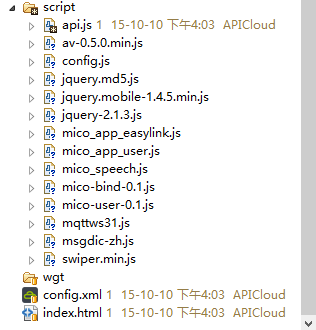 script
api.js 1 15-10-10 下午4:03 APICloud
av-0.5.0.min.js
config.js
jquery.md5.js
jquery.mobile-1.4.5.min.js
jquery-2.1.3.js
mico_app_easylink.js
mico_app_user.js
mico_speech.js
mico-bind-0.1.js
mico-user-0.1.js
mqttws31.js
msgdic-zh.js
swiper.min.js
wgt
config.xml 1 15-10-10 下午4:03 APICloud
index.html 1 15-10-10 下午4:03 APICloud